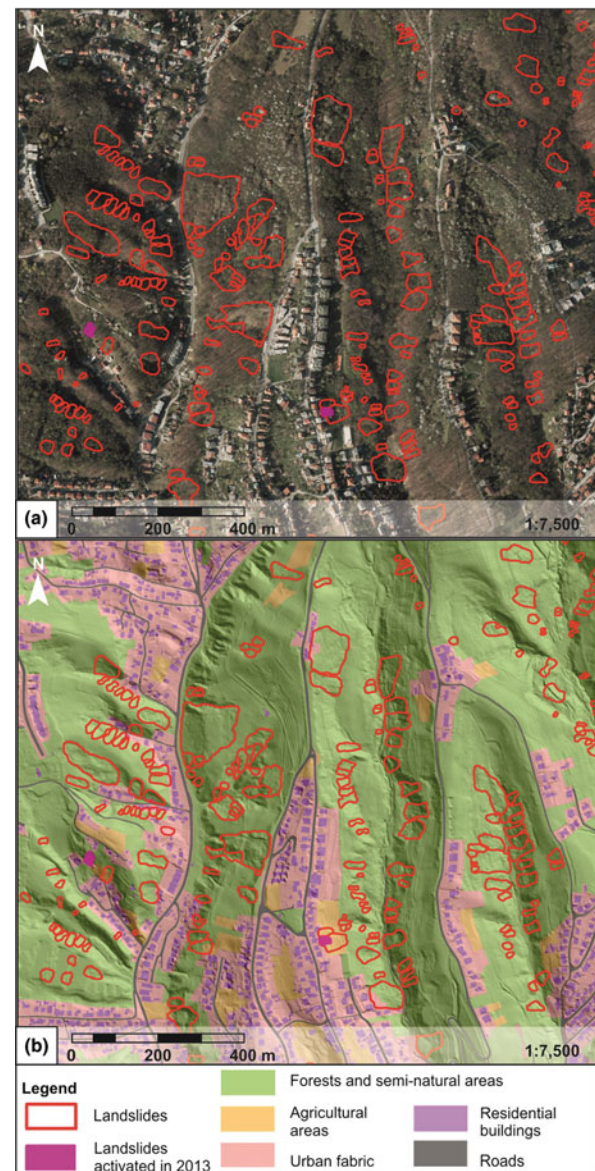 N
(a)
0 200 400 m
1:7,500
N
(b)
0 200 400 m
1:7,500
Legend
Landslides
Landslides
activated in 2013
Forests and semi-natural areas
Agricultural
areas
Urban fabric
Residential
buildings
Roads